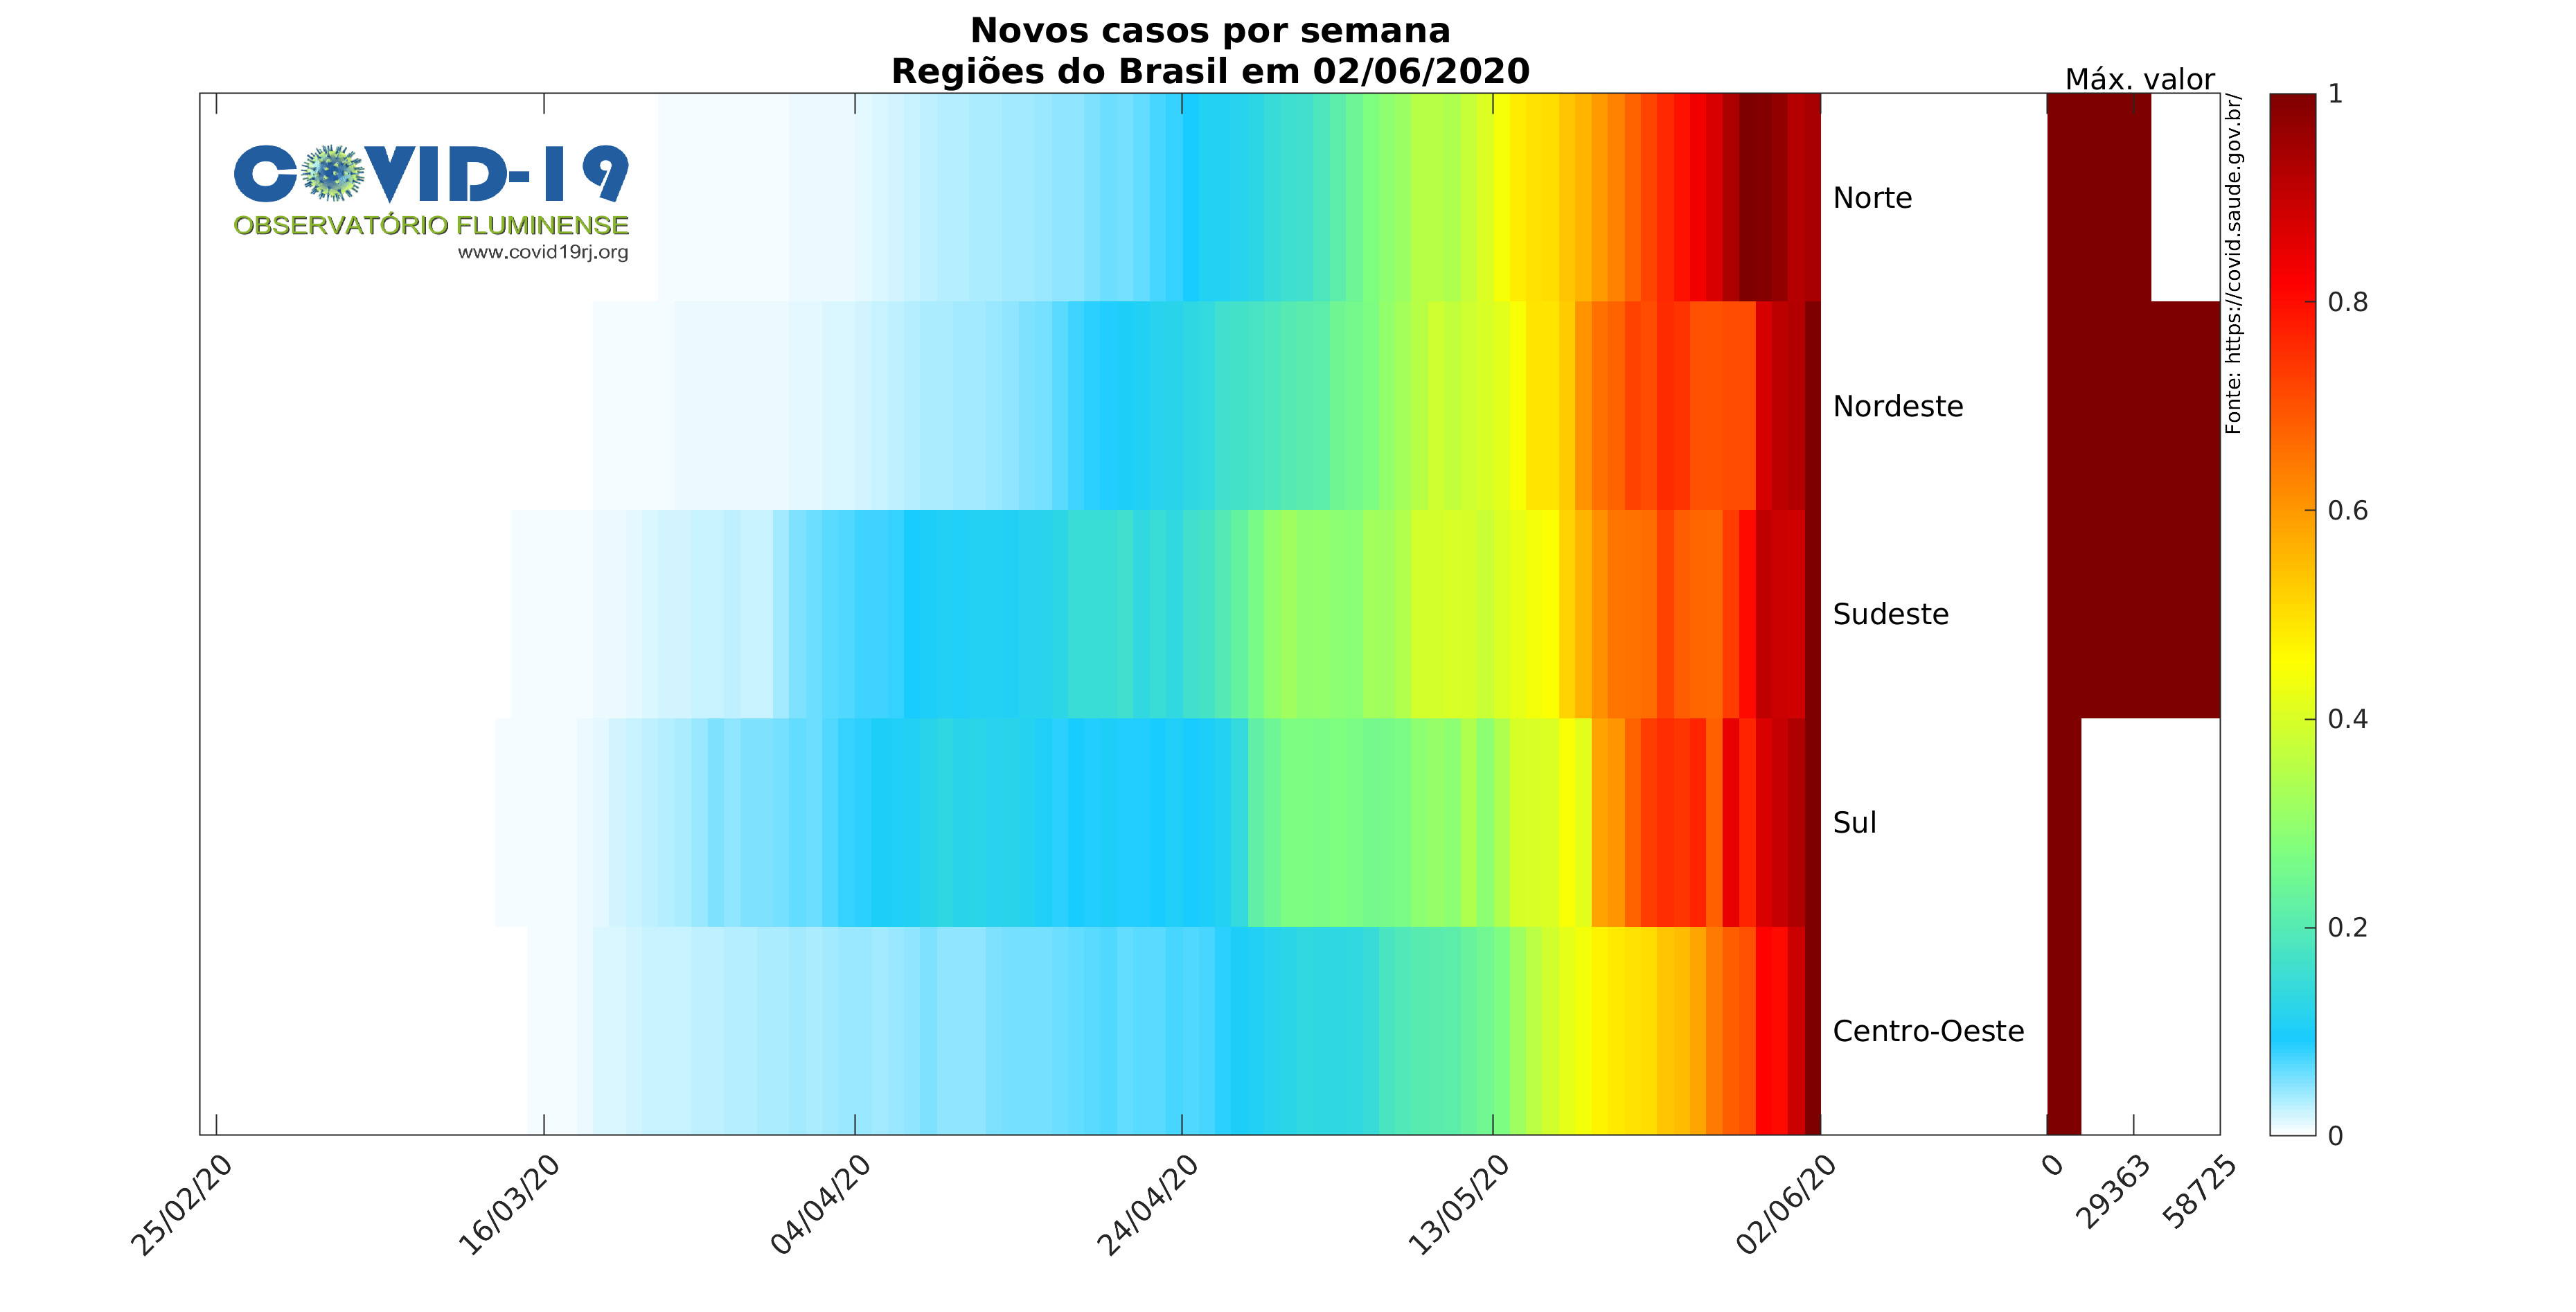 Novos casos por semana
Regiões do Brasil em 02/06/2020
Máx. valor
COVID-19
OBSERVATÓRIO FLUMINENSE
www.covid19rj.org
Norte
Nordeste
Sudeste
Sul
Centro-Oeste
Fonte: https://covid.saude.gov.br/
1
0.8
0.6
0.4
0.2
0
25/02/20
16/03/20
04/04/20
24/04/20
13/05/20
02/06/20
0
29363
58725